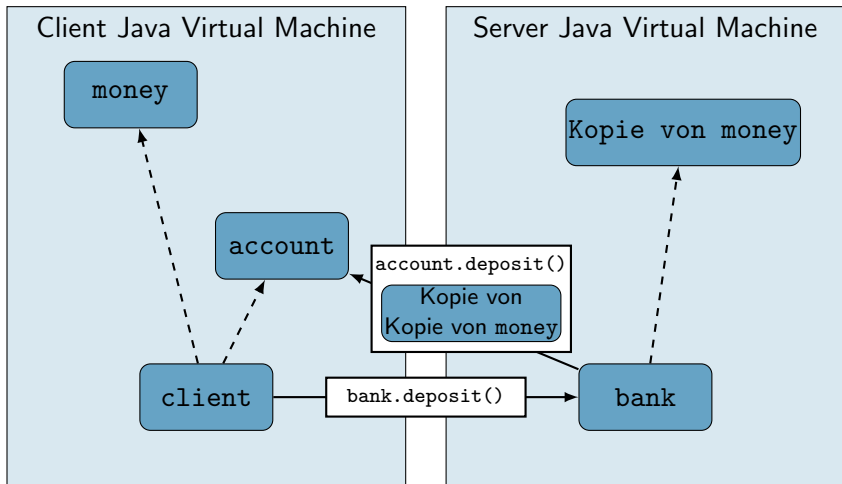 Client Java Virtual Machine
Server Java Virtual Machine
money
Kopie von money
account
account.deposit()
Kopie von
Kopie von money
client
bank.deposit()
bank